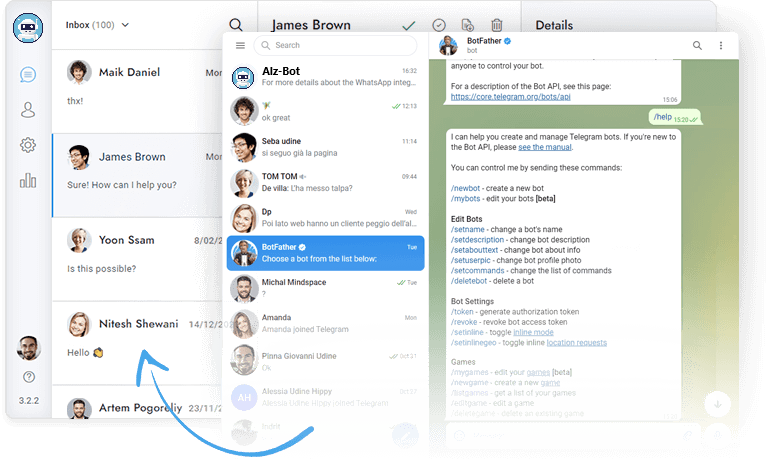 Inbox (100)
James Brown
Details
Maik Daniel
Mon
thx!
James Brown
Mon
Sure! How can I help you?
Yoon Ssam
8/02/
Is this possible?
Nitesh Shewani
14/12/20
Hello 👏
Artem Pogoreliy
23/11/
3.2.2
Search
AIz-Bot
16:32
For more details about the WhatsApp integ
12:13
ok great
Seba udine
11:14
si seguo già la pagina
TOM TOM
09:44
De villa: L'ha messo talpa?
Dp
Wed
Poi lato web hanno un cliente peggio dell'al
BotFather
Tue
Choose a bot from the list below:
Michal Mindspace
Tue
?
Amanda
Mon
Amanda joined Telegram
Pinna Giovanni Udine
Oct 21
Ok
AH
Alessia Udine Hippy
Alessia Udine Hippy joined Telegram
BotFather
bot
anyone to control your bot.
For a description of the Bot API, see this page:
https://core.telegram.org/bots/api
15:06
/help
15:20
I can help you create and manage Telegram bots. If you're new to
the Bot API, please see the manual.
You can control me by sending these commands:
/newbot - create a new bot
/mybots - edit your bots [beta]
Edit Bots
/setname - change a bot's name
/setdescription - change bot description
/setabouttext - change bot about info
/setuserpic - change bot profile photo
/setcommands - change the list of commands
/deletebot - delete a bot
Bot Settings
/token - generate authorization token
/revoke - revoke bot access token
/setinline - toggle inline mode
/setinlinegeo - toggle inline location requests
Games
/mygames - edit your games [beta]
/newgame - create a new game
/listgames - get a list of your games
/editgame - edit a game
/deletegame - delete an existing game